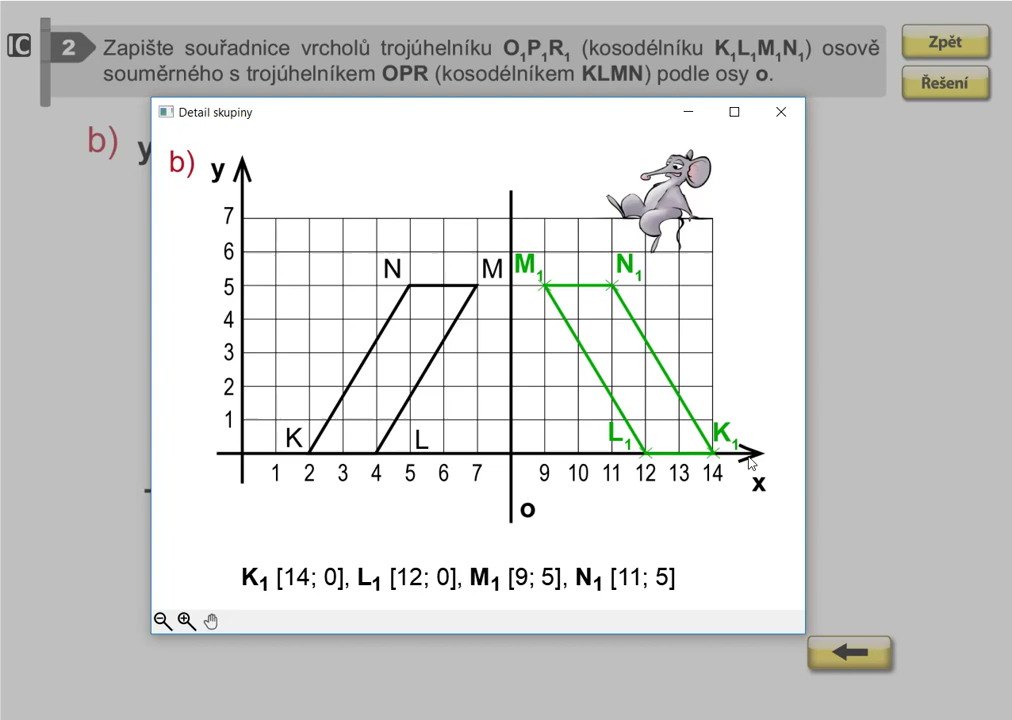 IC
2 Zapište souřadnice vrcholů trojúhelníku O₁P₁R₁ (kosodélníku K₁L₁M₁N₁) osově
souměrného s trojúhelníkem OPR (kosodélníkem KLMN) podle osy o.
Zpět
Řešení
b) y
Detail skupiny
b) y
7
6
5
4
3
2
1
N M M₁ N₁
K L L₁ K₁
1 2 3 4 5 6 7 9 10 11 12 13 14
x
o
K₁ [14; 0], L₁ [12; 0], M₁ [9; 5], N₁ [11; 5]